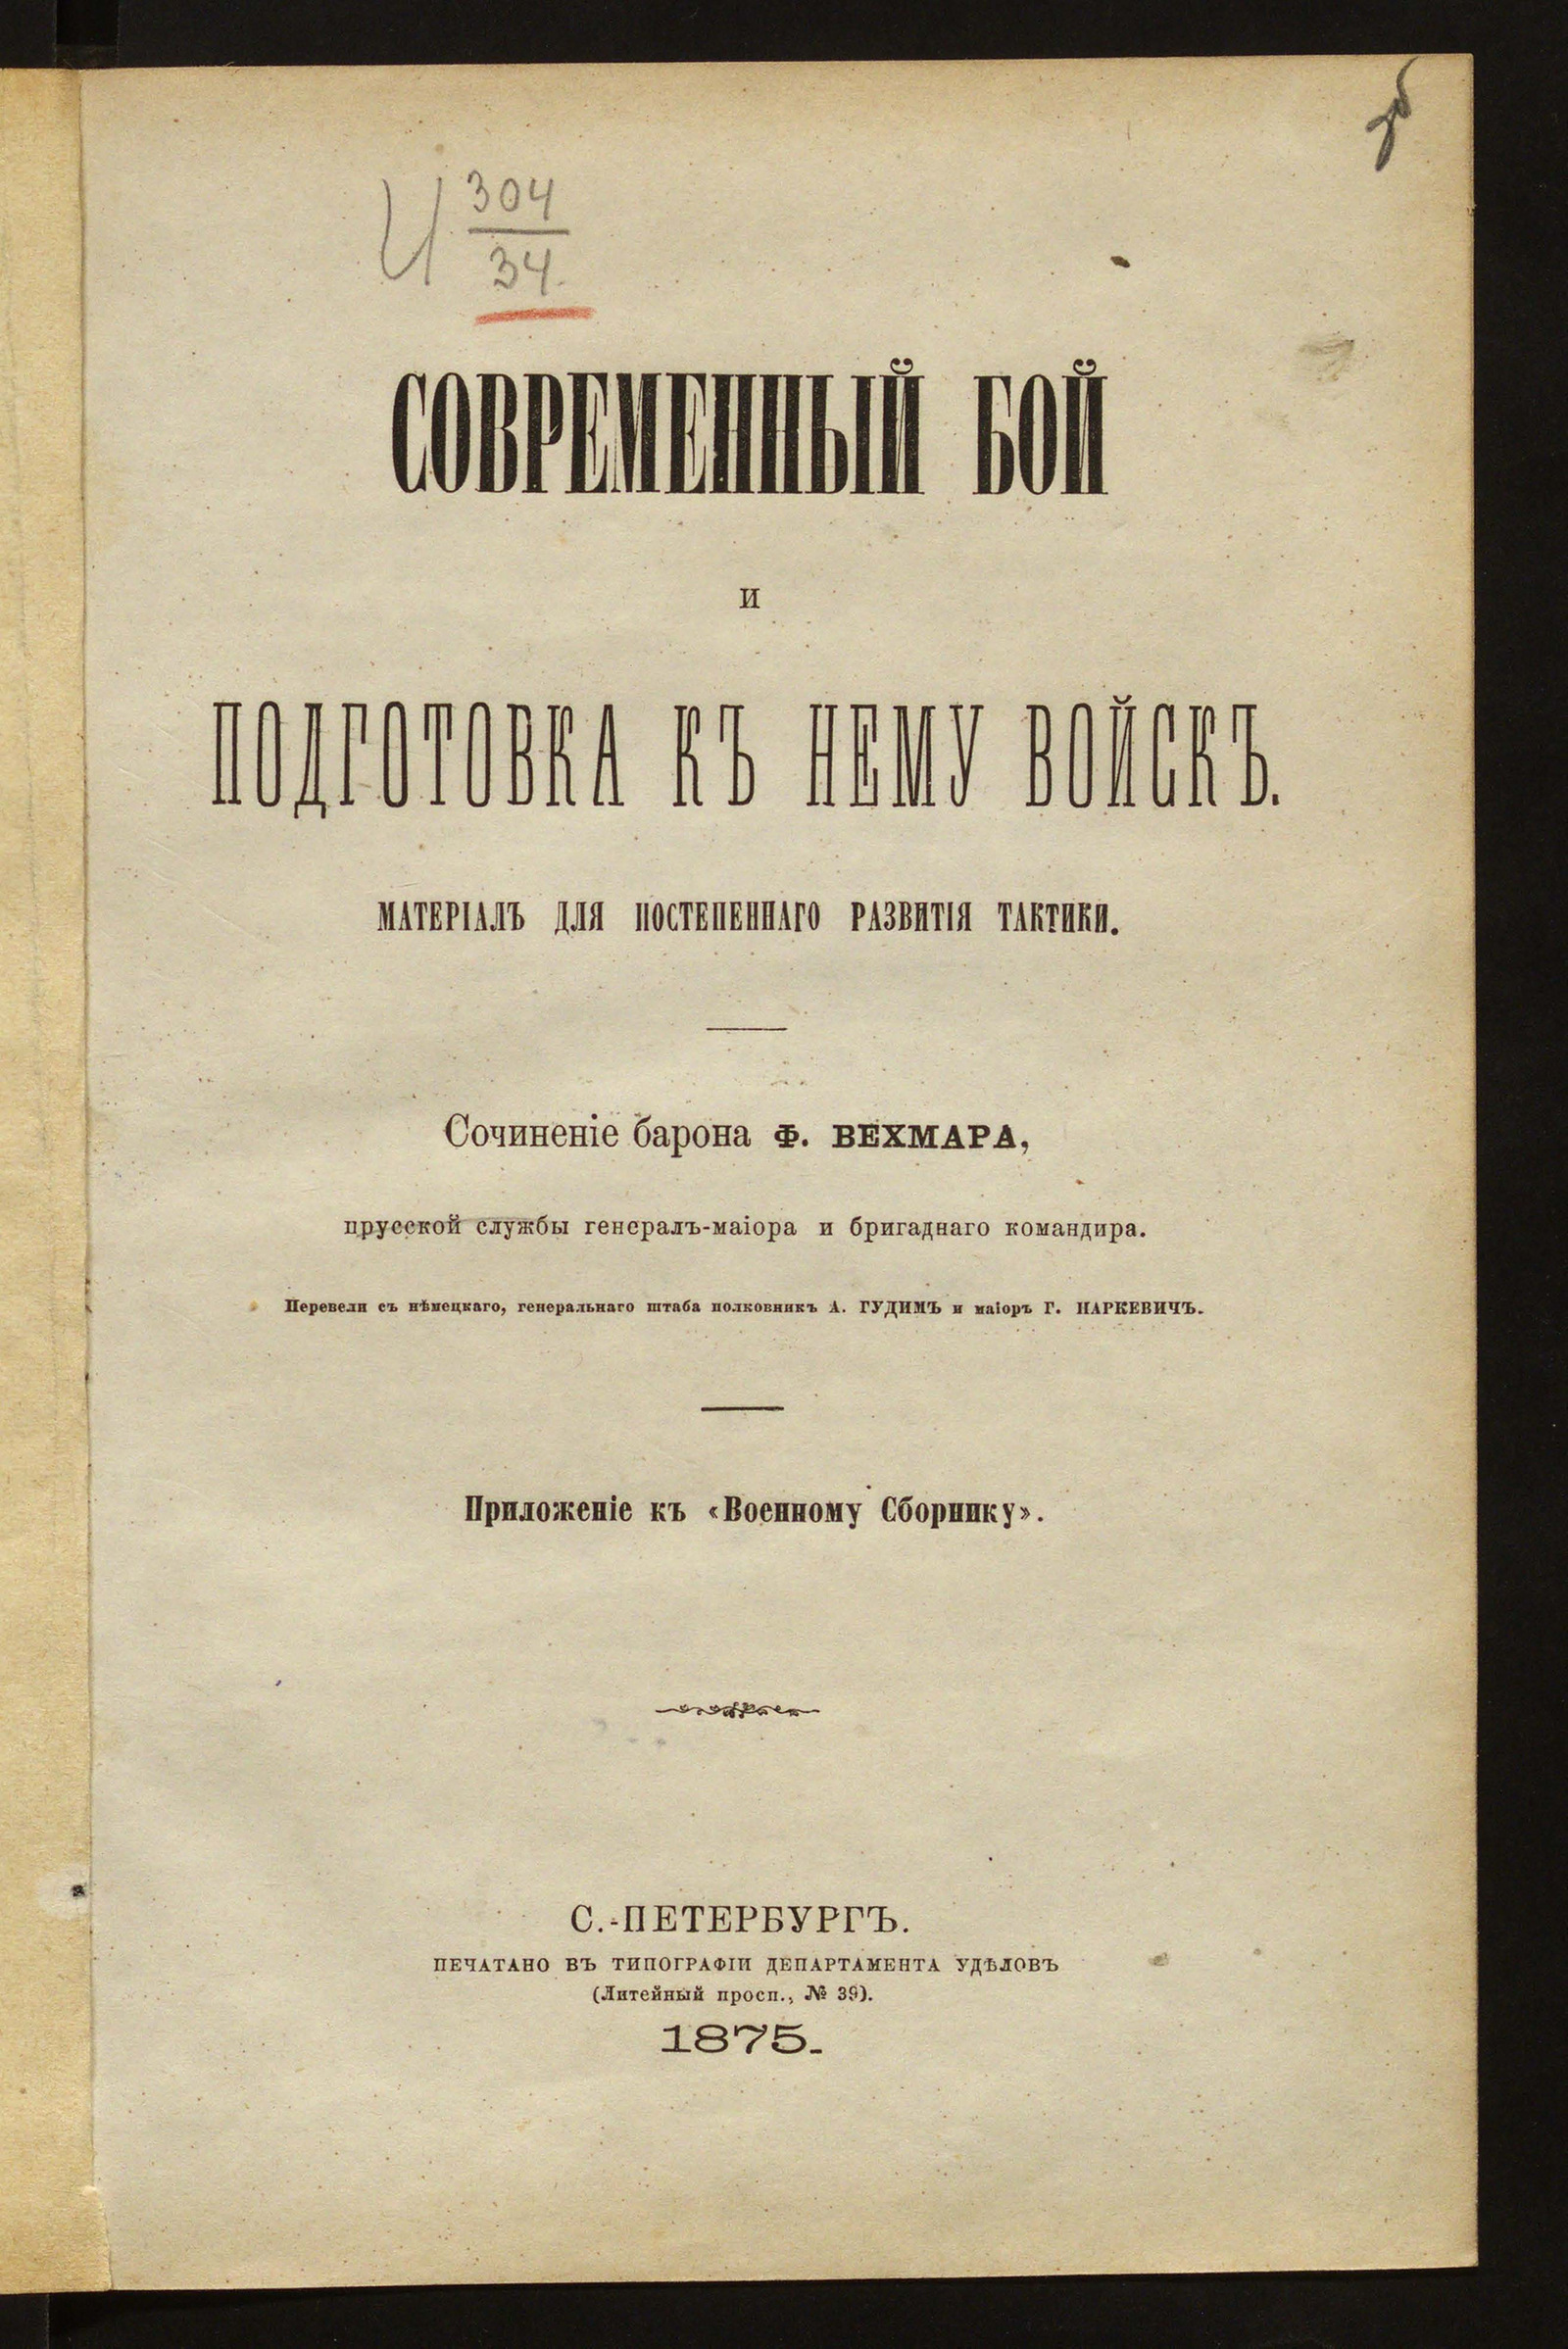 И 304
34
СОВРЕМЕННЫЙ БОЙ
И
ПОДГОТОВКА КЪ НЕМУ ВОЙСКЪ.
МАТЕРІАЛЪ ДЛЯ ПОСТЕПЕННАГО РАЗВИТІЯ ТАКТИКИ.
Сочиненіе барона Ф. ВЕХМАРА,
прусской службы генералъ-маіора и бригаднаго командира.
Перевели съ нѣмецкаго, генеральнаго штаба полковникъ А. ГУДИМЪ и маіоръ Г. ПАРКЕВИЧЪ.
Приложеніе къ «Военному Сборнику».
С.-ПЕТЕРБУРГЪ.
ПЕЧАТАНО ВЪ ТИПОГРАФІИ ДЕПАРТАМЕНТА УДѢЛОВЪ
(Литейный просп., № 39).
1875.